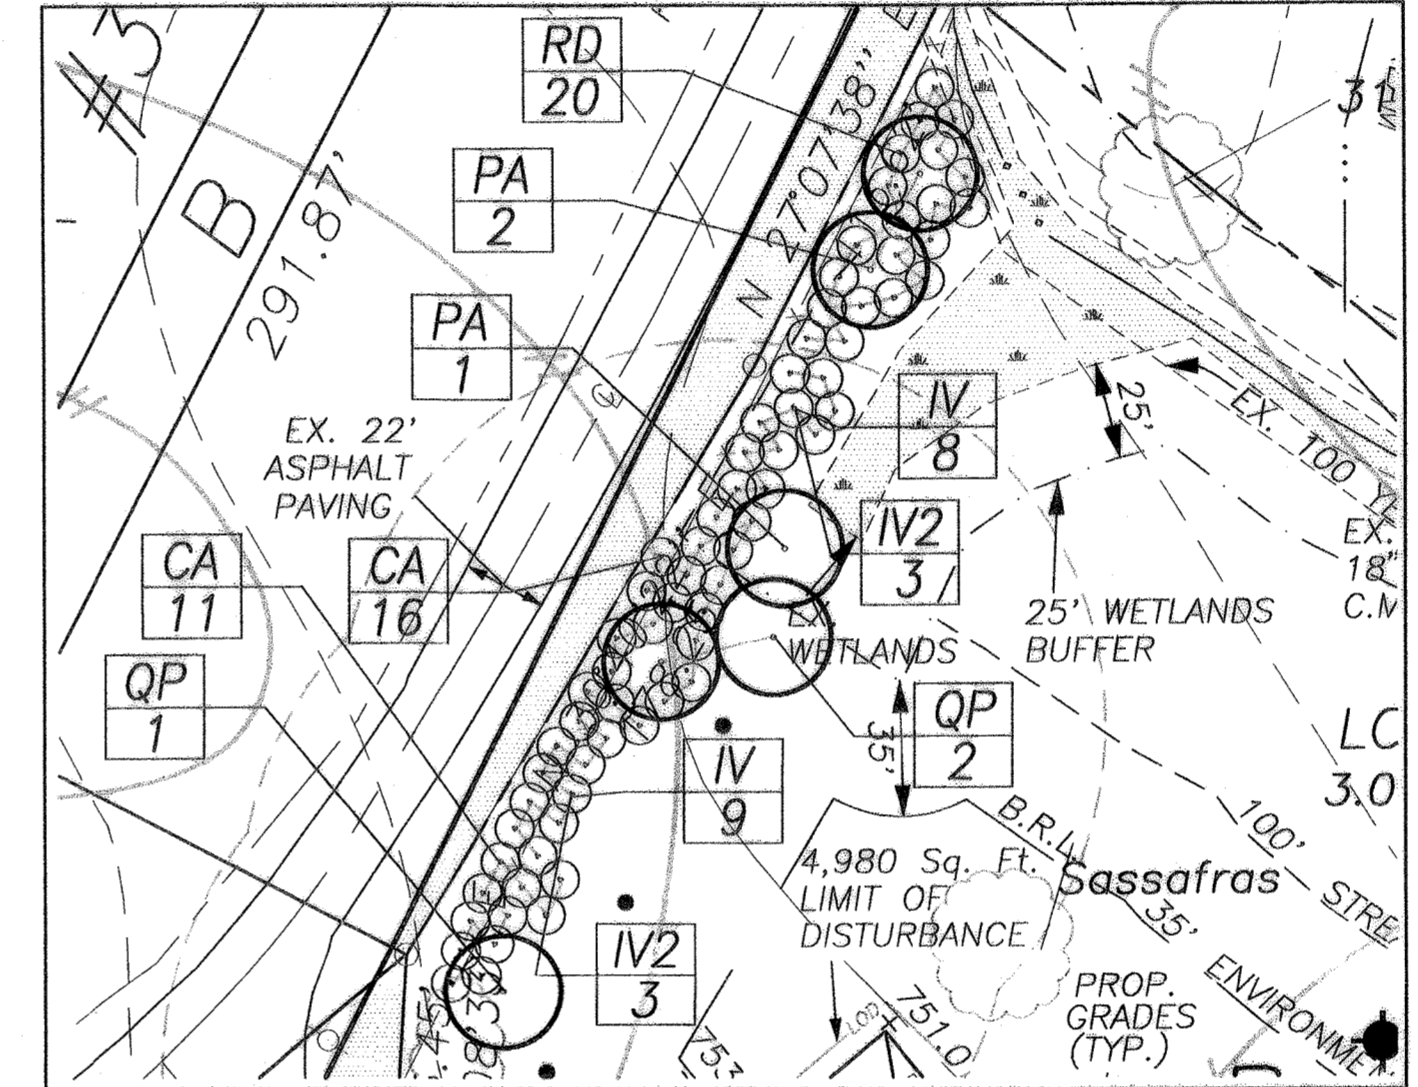 #3
B
291.87'
N 27°07'38" E
RD
20
PA
2
PA
1
EX. 22'
ASPHALT
PAVING
CA
11
CA
16
QP
1
IV
8
IV2
3
EX.
WETLANDS
25'
EX. 100 Y
EX.
18"
C.M
25' WETLANDS
BUFFER
QP
2
35'
IV
9
IV2
3
LC
3.0
B.R.L.
35'
4,980 Sq. Ft.
LIMIT OF
DISTURBANCE
Sassafras
100'
STRE
ENVIRONME
PROP.
GRADES
(TYP.)
LOD
751.0
753
31